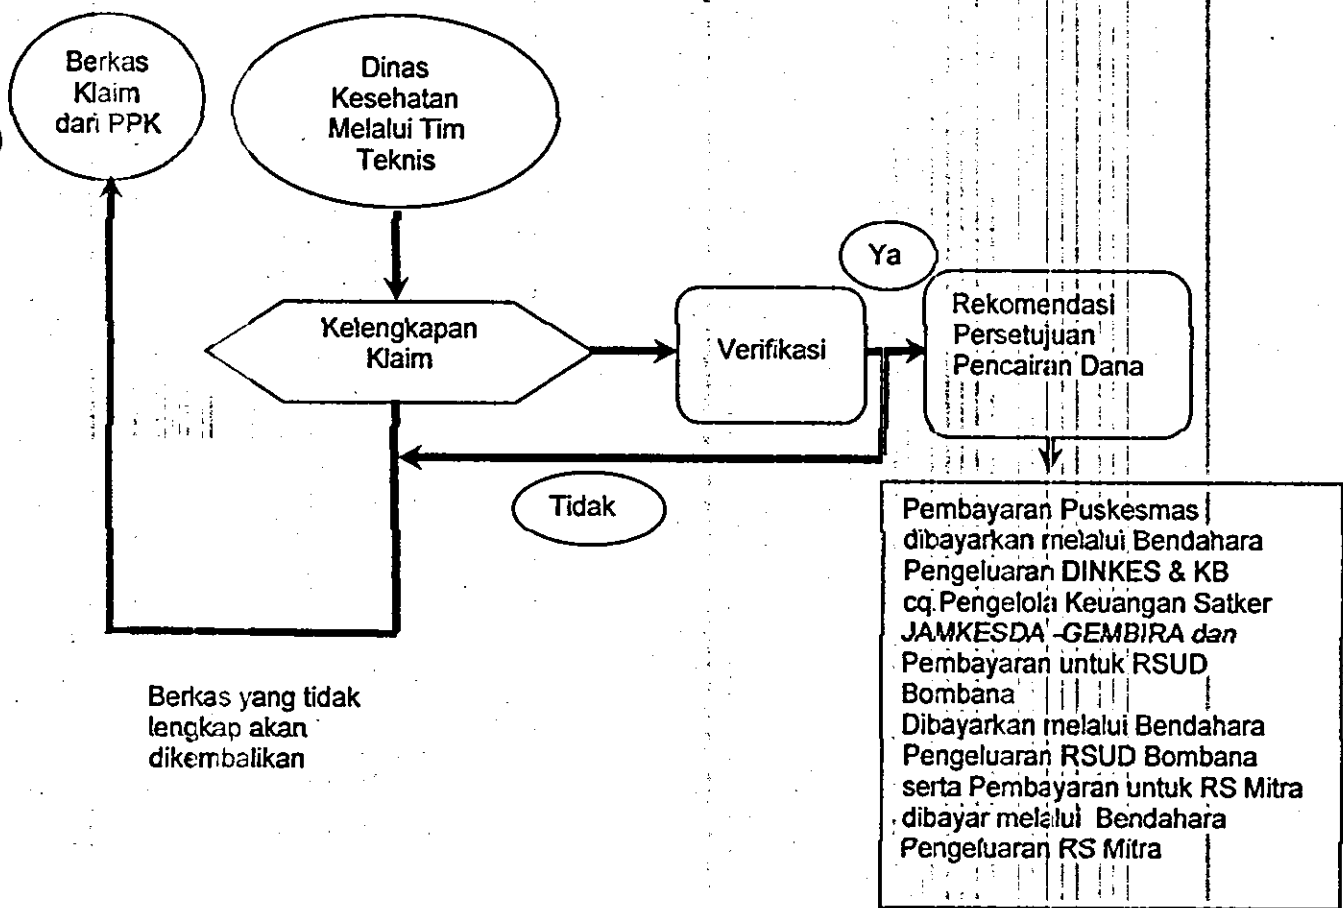 Berkas
Klaim
dari PPK
Dinas
Kesehatan
Melalui Tim
Teknis
Kelengkapan
Klaim
Verifikasi
Ya
Rekomendasi
Persetujuan
Pencairan Dana
Tidak
Berkas yang tidak
lengkap akan
dikembalikan
Pembayaran Puskesmas
dibayarkan melalui Bendahara
Pengeluaran DINKES & KB
cq.Pengelola Keuangan Satker
JAMKESDA -GEMBIRA dan
Pembayaran untuk RSUD
Bombana
Dibayarkan melalui Bendahara
Pengeluaran RSUD Bombana
serta Pembayaran untuk RS Mitra
dibayar melalui Bendahara
Pengeluaran RS Mitra